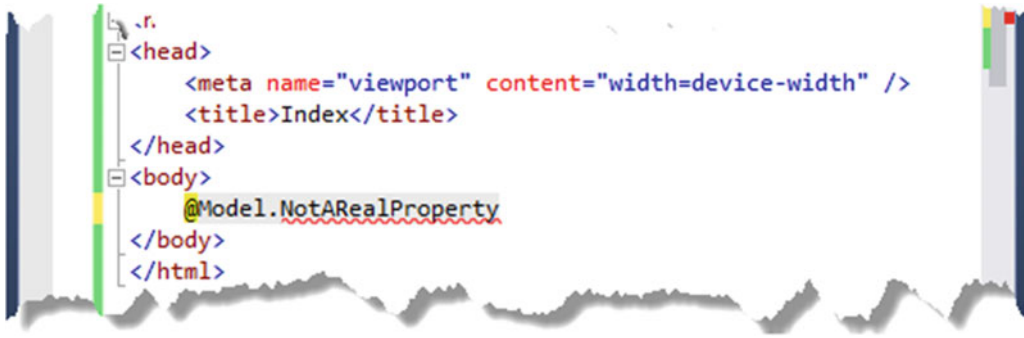 <head>
<meta name="viewport" content="width=device-width" />
<title>Index</title>
</head>
<body>
@Model.NotARealProperty
</body>
</html>